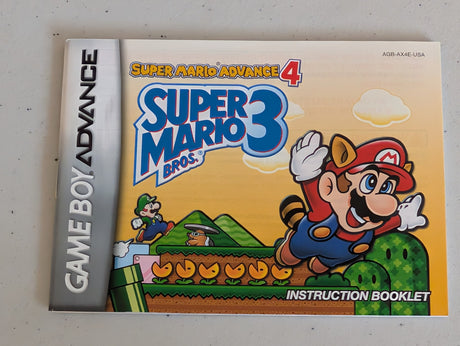 AGB-AX4E-USA
SUPER MARIO ADVANCE 4
SUPER
MARIO 3
BROS.
GAME BOY ADVANCE
INSTRUCTION BOOKLET
M